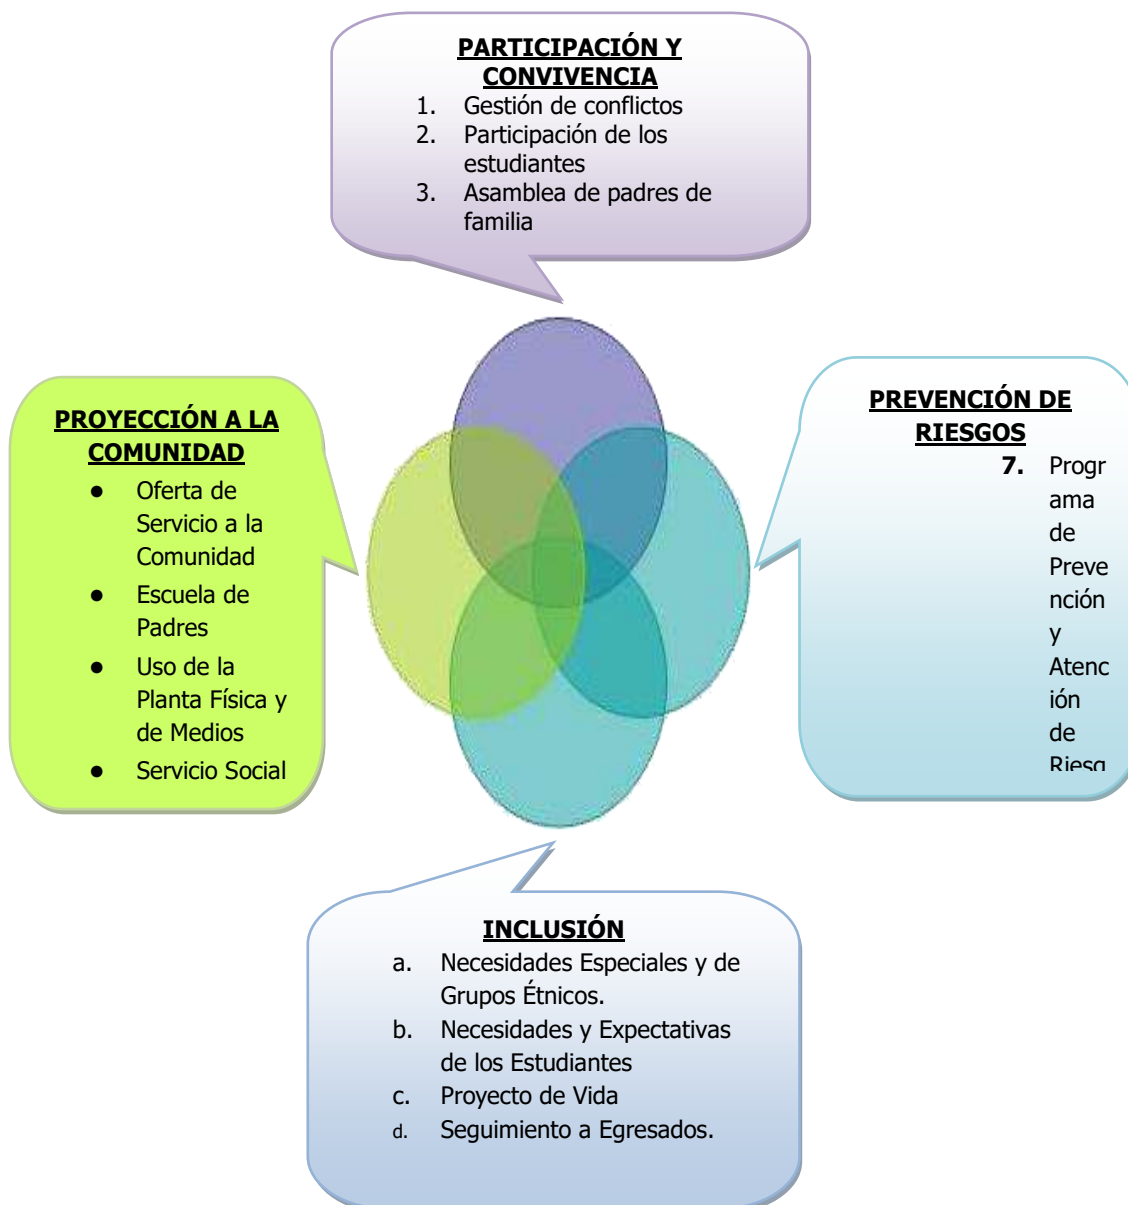 PARTICIPACIÓN Y
CONVIVENCIA
1. Gestión de conflictos
2. Participación de los
estudiantes
3. Asamblea de padres de
familia
PROYECCIÓN A LA
COMUNIDAD
● Oferta de
Servicio a la
Comunidad
● Escuela de
Padres
● Uso de la
Planta Física y
de Medios
● Servicio Social
PREVENCIÓN DE
RIESGOS
7. Progr
ama
de
Preve
nción
y
Atenc
ión
de
Riesg
INCLUSIÓN
a. Necesidades Especiales y de
Grupos Étnicos.
b. Necesidades y Expectativas
de los Estudiantes
c. Proyecto de Vida
d. Seguimiento a Egresados.